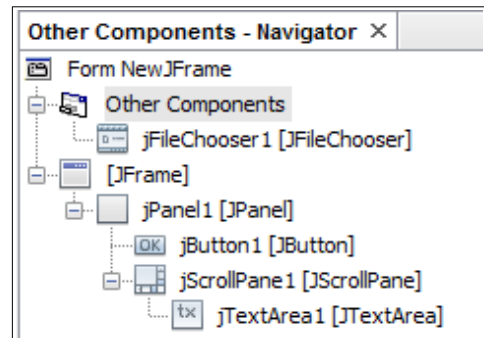 Other Components - Navigator ×
Form NewJFrame
Other Components
jFileChooser1 [JFileChooser]
[JFrame]
jPanel1 [JPanel]
OK jButton1 [JButton]
jScrollPane1 [JScrollPane]
tx jTextArea1 [JTextArea]